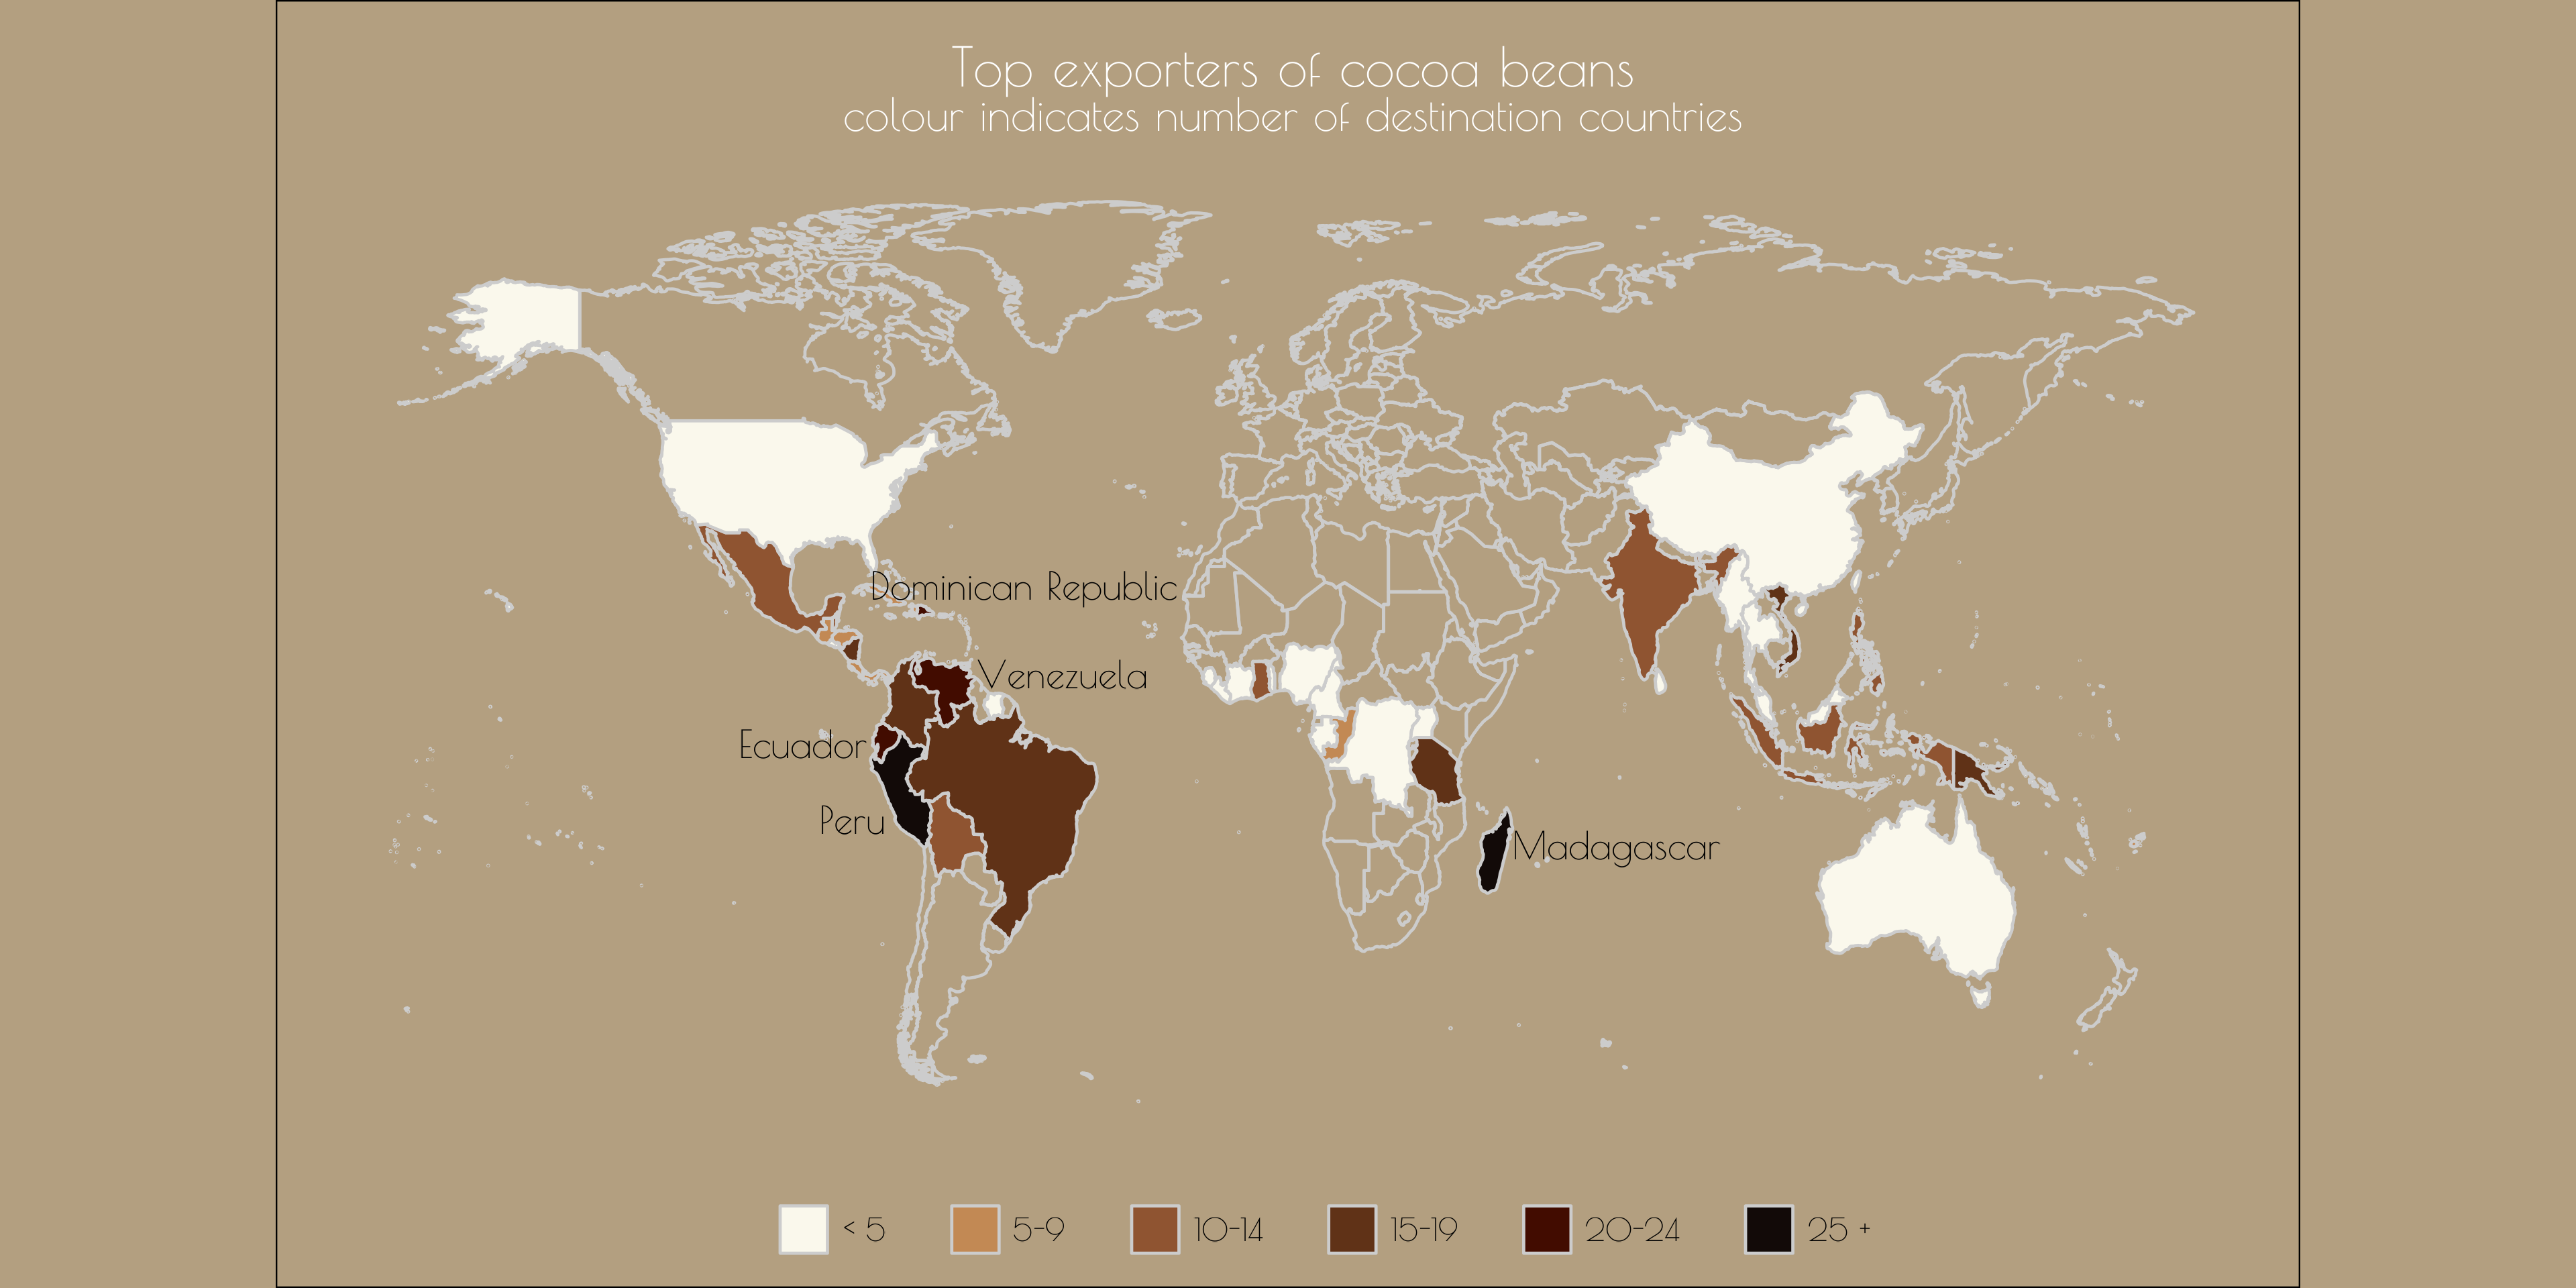 Top exporters of cocoa beans
colour indicates number of destination countries
Dominican Republic
Venezuela
Ecuador
Peru
Madagascar
< 5
5-9
10-14
15-19
20-24
25 +